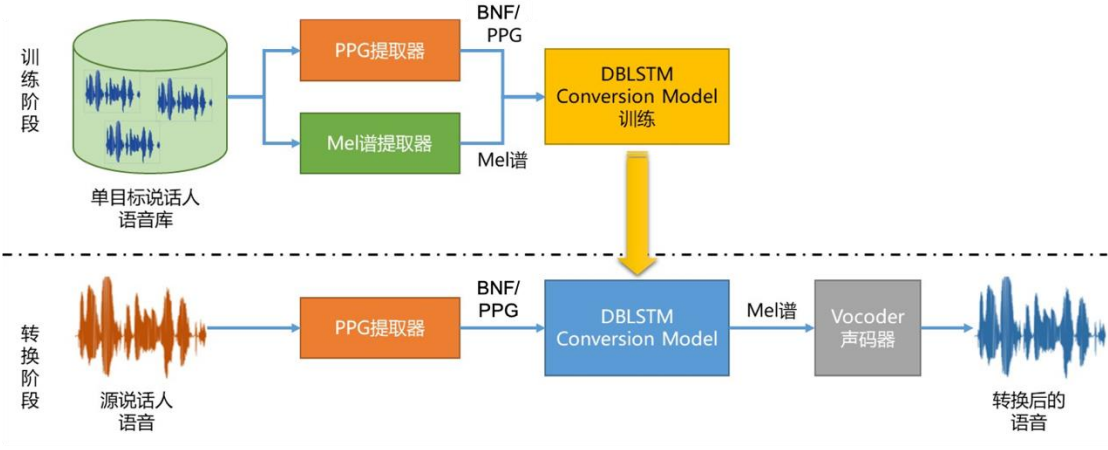 训练阶段
单目标说话人
语音库
PPG提取器
Mel谱提取器
BNF/
PPG
Mel谱
DBLSTM
Conversion Model
训练
转换阶段
源说话人
语音
PPG提取器
BNF/
PPG
DBLSTM
Conversion Model
Mel谱
Vocoder
声码器
转换后的
语音